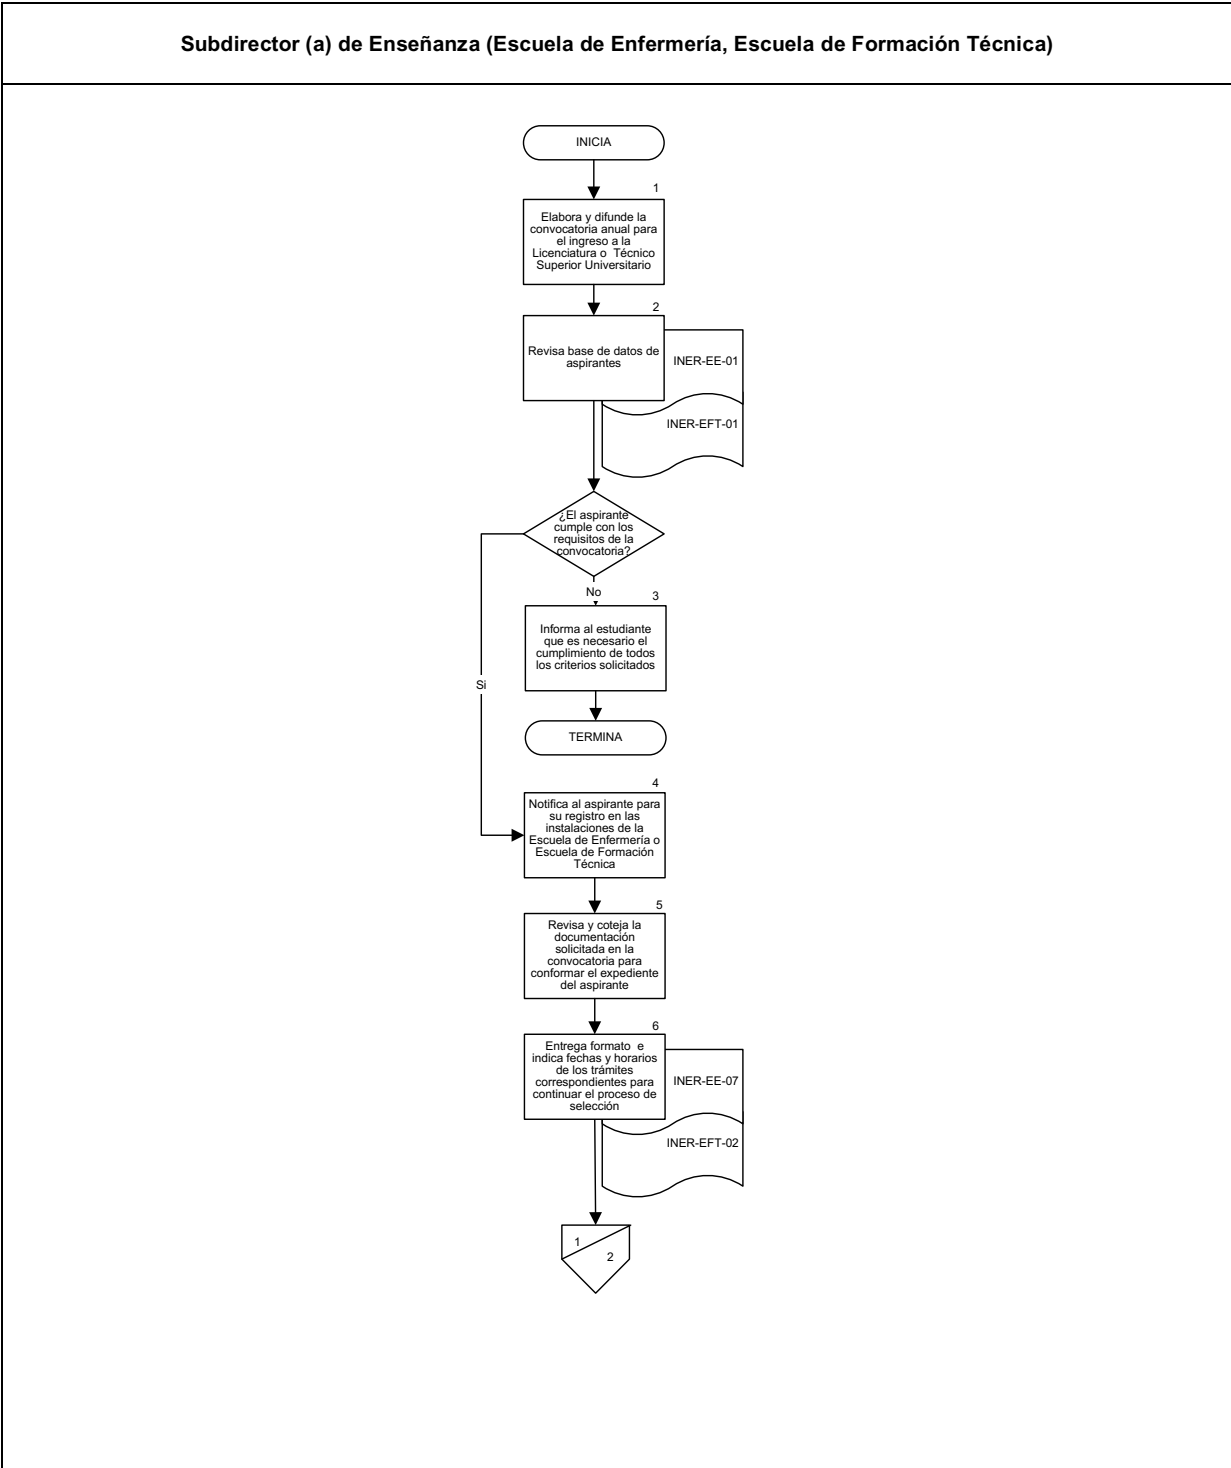 Subdirector (a) de Enseñanza (Escuela de Enfermería, Escuela de Formación Técnica)
INICIA
1
Elabora y difunde la
convocatoria anual para
el ingreso a la
Licenciatura o Técnico
Superior Universitario
2
Revisa base de datos de
aspirantes
INER-EE-01
INER-EFT-01
¿El aspirante
cumple con los
requisitos de la
convocatoria?
No
3
Informa al estudiante
que es necesario el
cumplimiento de todos
los criterios solicitados
Si
TERMINA
4
Notifica al aspirante para
su registro en las
instalaciones de la
Escuela de Enfermería o
Escuela de Formación
Técnica
5
Revisa y coteja la
documentación
solicitada en la
convocatoria para
conformar el expediente
del aspirante
6
Entrega formato e
indica fechas y horarios
de los trámites
correspondientes para
continuar el proceso de
selección
INER-EE-07
INER-EFT-02
1
2